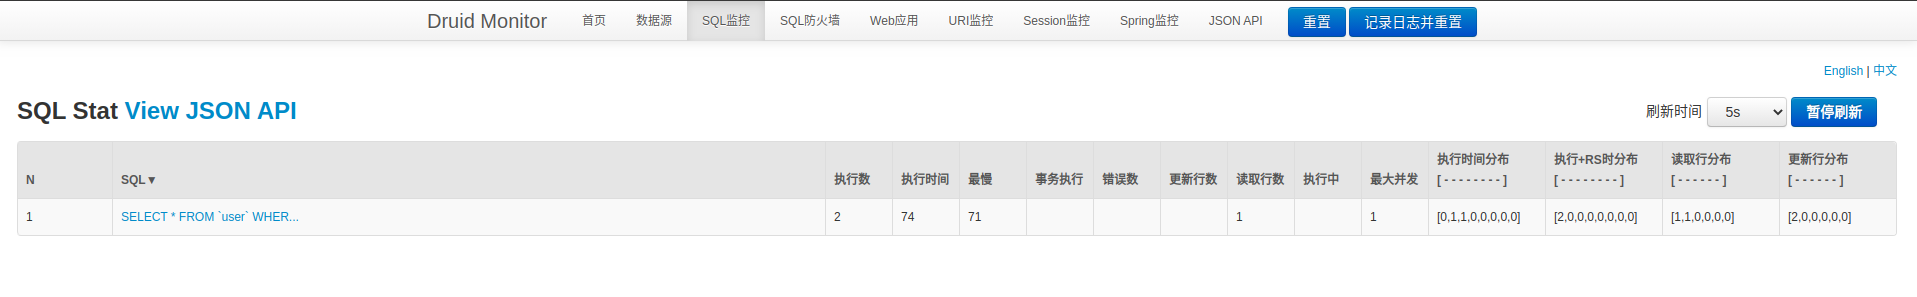 Druid Monitor 首页 数据源 SQL监控 SQL防火墙 Web应用 URI监控 Session监控 Spring监控 JSON API 重置 记录日志并重置
English | 中文
SQL Stat View JSON API 刷新时间 5s 暂停刷新
N SQL▼ 执行数 执行时间 最慢 事务执行 错误数 更新行数 读取行数 执行中 最大并发 执行时间分布 [ - - - - - - - - ] 执行+RS时分布 [ - - - - - - - - ] 读取行分布 [ - - - - - - ] 更新行分布 [ - - - - - - ]
1 SELECT * FROM `user` WHER... 2 74 71 1 1 [0,1,1,0,0,0,0,0] [2,0,0,0,0,0,0,0] [1,1,0,0,0,0] [2,0,0,0,0,0]